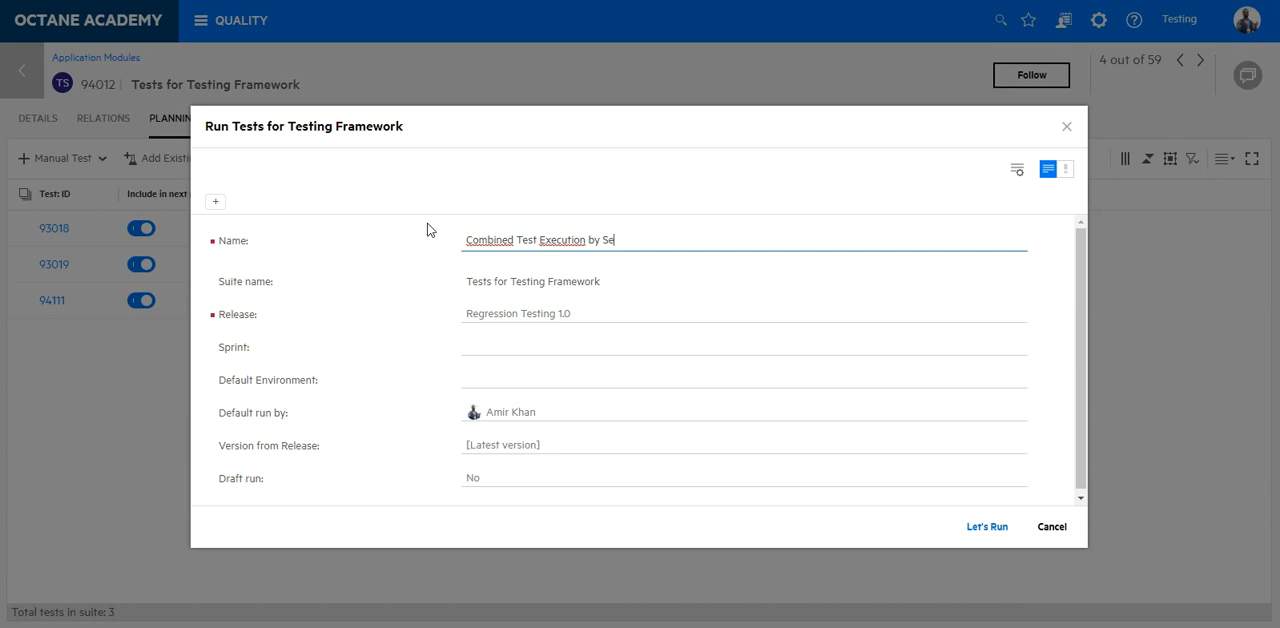 OCTANE ACADEMY
QUALITY
Testing
Application Modules
TS 94012 Tests for Testing Framework
Follow
4 out of 59
DETAILS RELATIONS PLANNIN
Manual Test Add Existi
Test: ID Include in next
93018
93019
94111
Run Tests for Testing Framework
+
Name: Combined Test Execution by Se
Suite name: Tests for Testing Framework
Release: Regression Testing 1.0
Sprint:
Default Environment:
Default run by: Amir Khan
Version from Release: [Latest version]
Draft run: No
Let's Run Cancel
Total tests in suite: 3